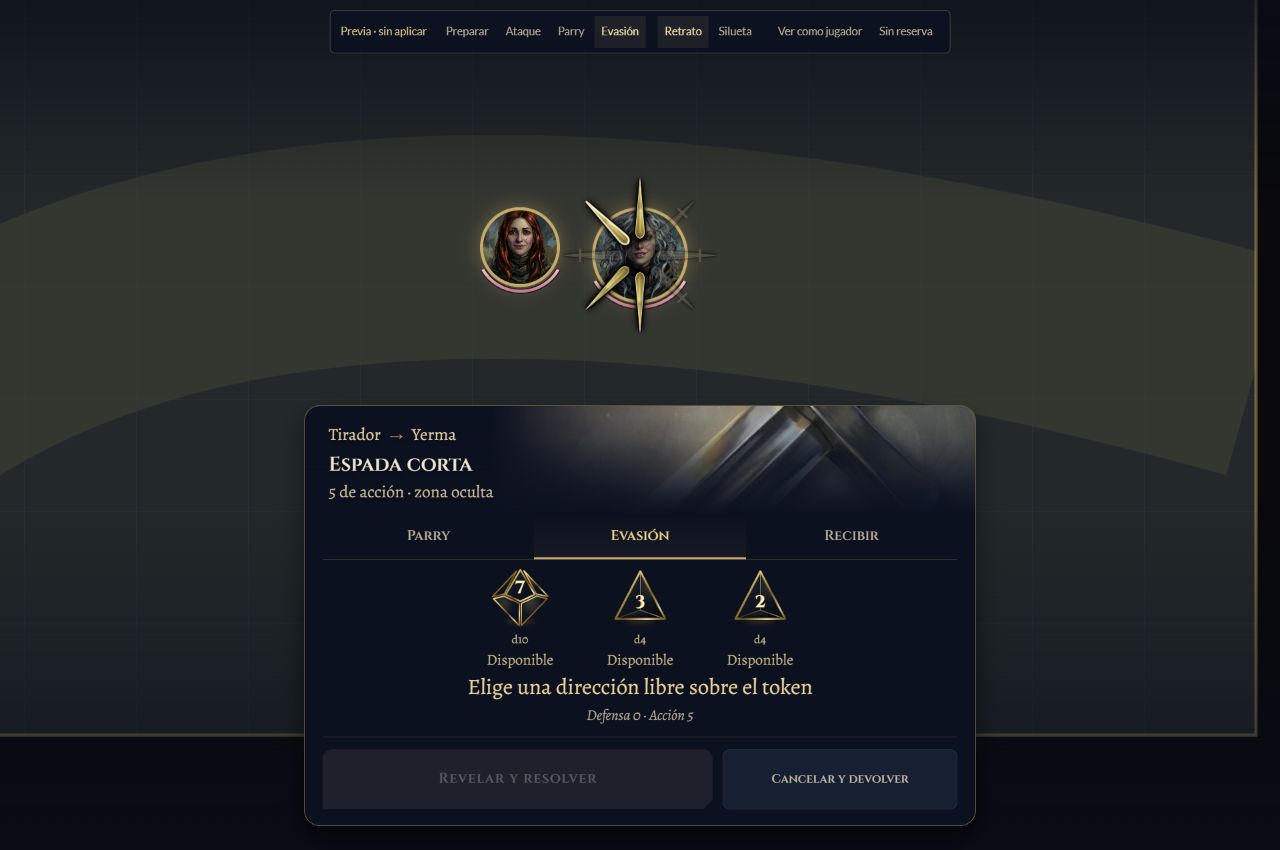 Previa · sin aplicar Preparar Ataque Parry Evasión Retrato Silueta Ver como jugador Sin reserva
Tirador → Yerma
Espada corta
5 de acción · zona oculta
Parry Evasión Recibir
7 3 2
d10 d4 d4
Disponible Disponible Disponible
Elige una dirección libre sobre el token
Defensa 0 · Acción 5
Revelar y resolver Cancelar y devolver